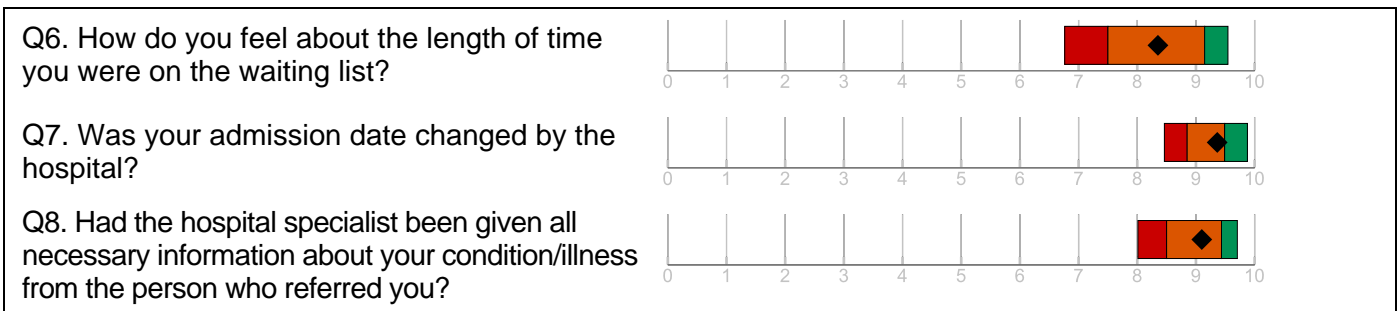 Q6. How do you feel about the length of time
you were on the waiting list?
0 1 2 3 4 5 6 7 8 9 10
Q7. Was your admission date changed by the
hospital?
0 1 2 3 4 5 6 7 8 9 10
Q8. Had the hospital specialist been given all
necessary information about your condition/illness
from the person who referred you?
0 1 2 3 4 5 6 7 8 9 10